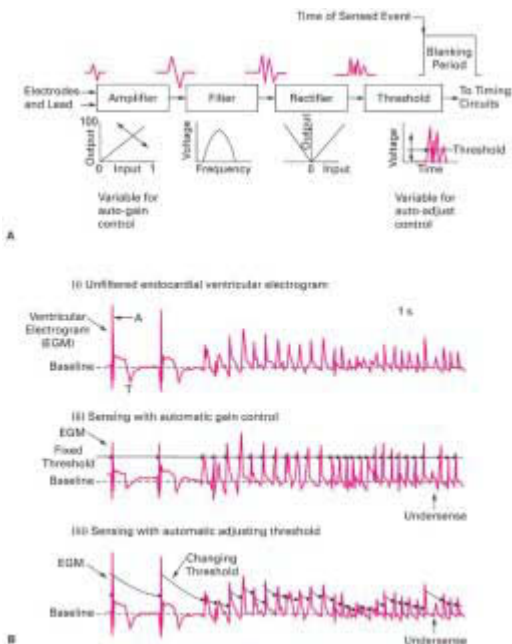 Time of Sensed Event
Blanking
Period
Electrodes
and Lead
Amplifier
Filter
Rectifier
Threshold
To Timing
Circuits
100
Output
0 Input 1
Voltage
Frequency
Output
0 Input
Voltage
Threshold
Time
Variable for
auto-gain
control
Variable for
auto-adjust
control
A
(i) Unfiltered endocardial ventricular electrogram
Ventricular
Electrogram
(EGM)
A
1 s
Baseline
T
(ii) Sensing with automatic gain control
EGM
Fixed
Threshold
Baseline
Undersense
(iii) Sensing with automatic adjusting threshold
EGM
Changing
Threshold
Baseline
Undersense
B